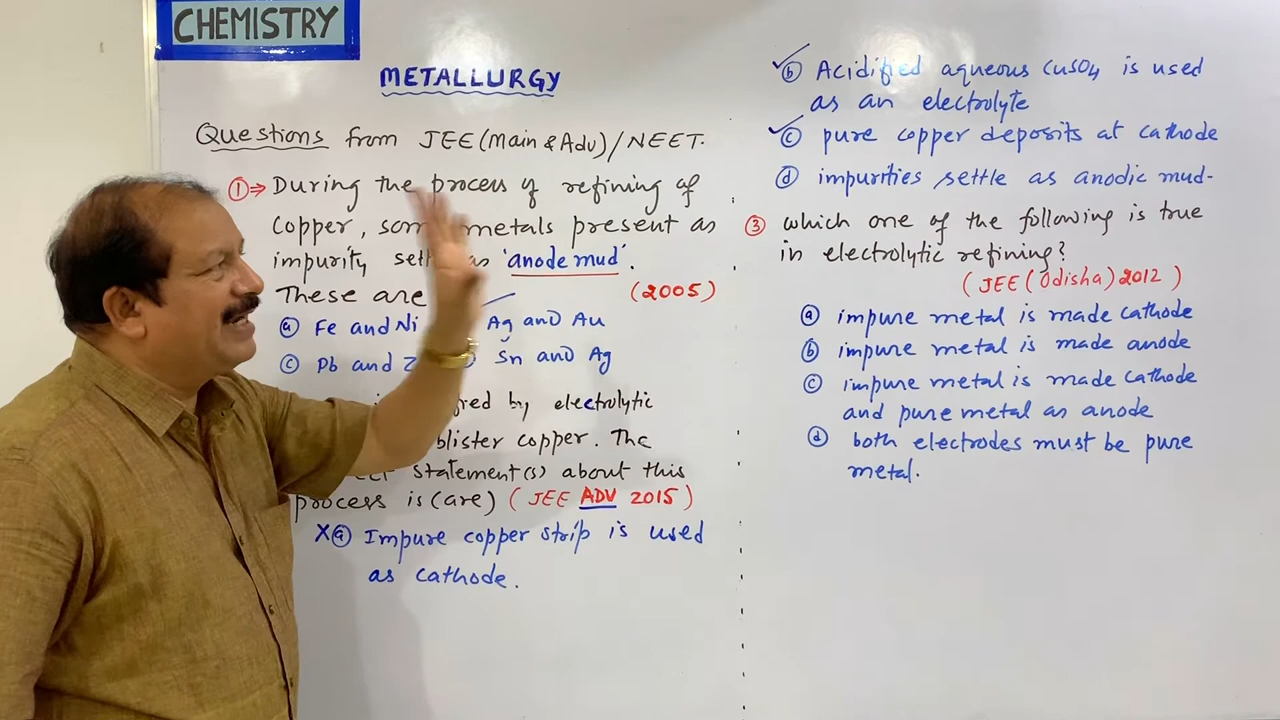 CHEMISTRY
METALLURGY
Questions from JEE (Main & Adv)/NEET.
① ⇒ During the process of refining of
Copper, some metals present as
impurity as 'anode mud'.
These are (2005)
ⓐ Fe and Ni Ag and Au
ⓒ Pb and Sn and Ag
by electrolytic
blister copper. The
statement(s) about this
process is (are) (JEE ADV 2015)
X ⓐ Impure copper strip is used
as cathode.
✓ ⓑ Acidified aqueous CuSO4 is used
as an electrolyte
✓ ⓒ pure copper deposits at cathode
ⓓ impurities settle as anodic mud-
③ which one of the following is true
in electrolytic refining?
(JEE (Odisha) 2012)
ⓐ impure metal is made cathode
ⓑ impure metal is made anode
ⓒ impure metal is made cathode
and pure metal as anode
ⓓ both electrodes must be pure
metal.